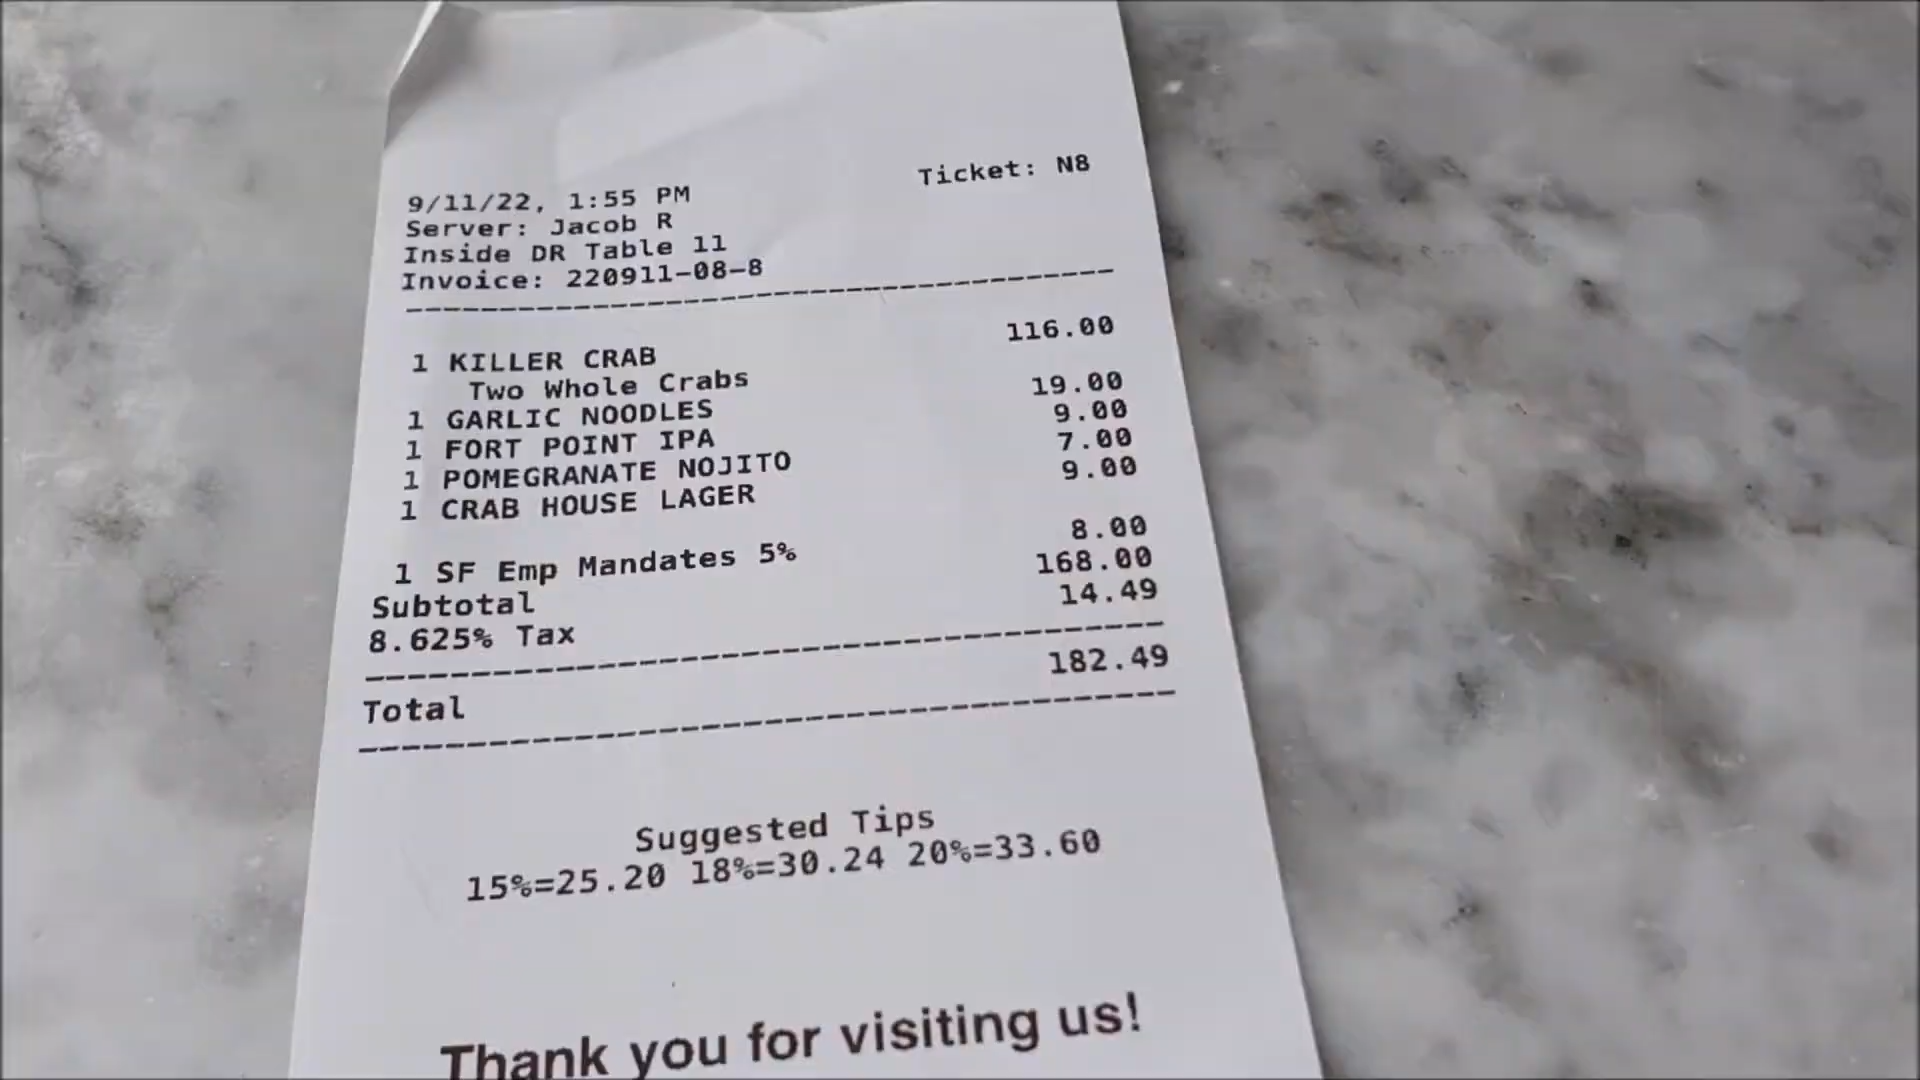 Ticket: N8
9/11/22, 1:55 PM
Server: Jacob R
Inside DR Table 11
Invoice: 220911-08-8
1 KILLER CRAB 116.00
Two Whole Crabs
1 GARLIC NOODLES 19.00
1 FORT POINT IPA 9.00
1 POMEGRANATE NOJITO 7.00
1 CRAB HOUSE LAGER 9.00
1 SF Emp Mandates 5% 8.00
Subtotal 168.00
8.625% Tax 14.49
Total 182.49
Suggested Tips
15%=25.20 18%=30.24 20%=33.60
Thank you for visiting us!